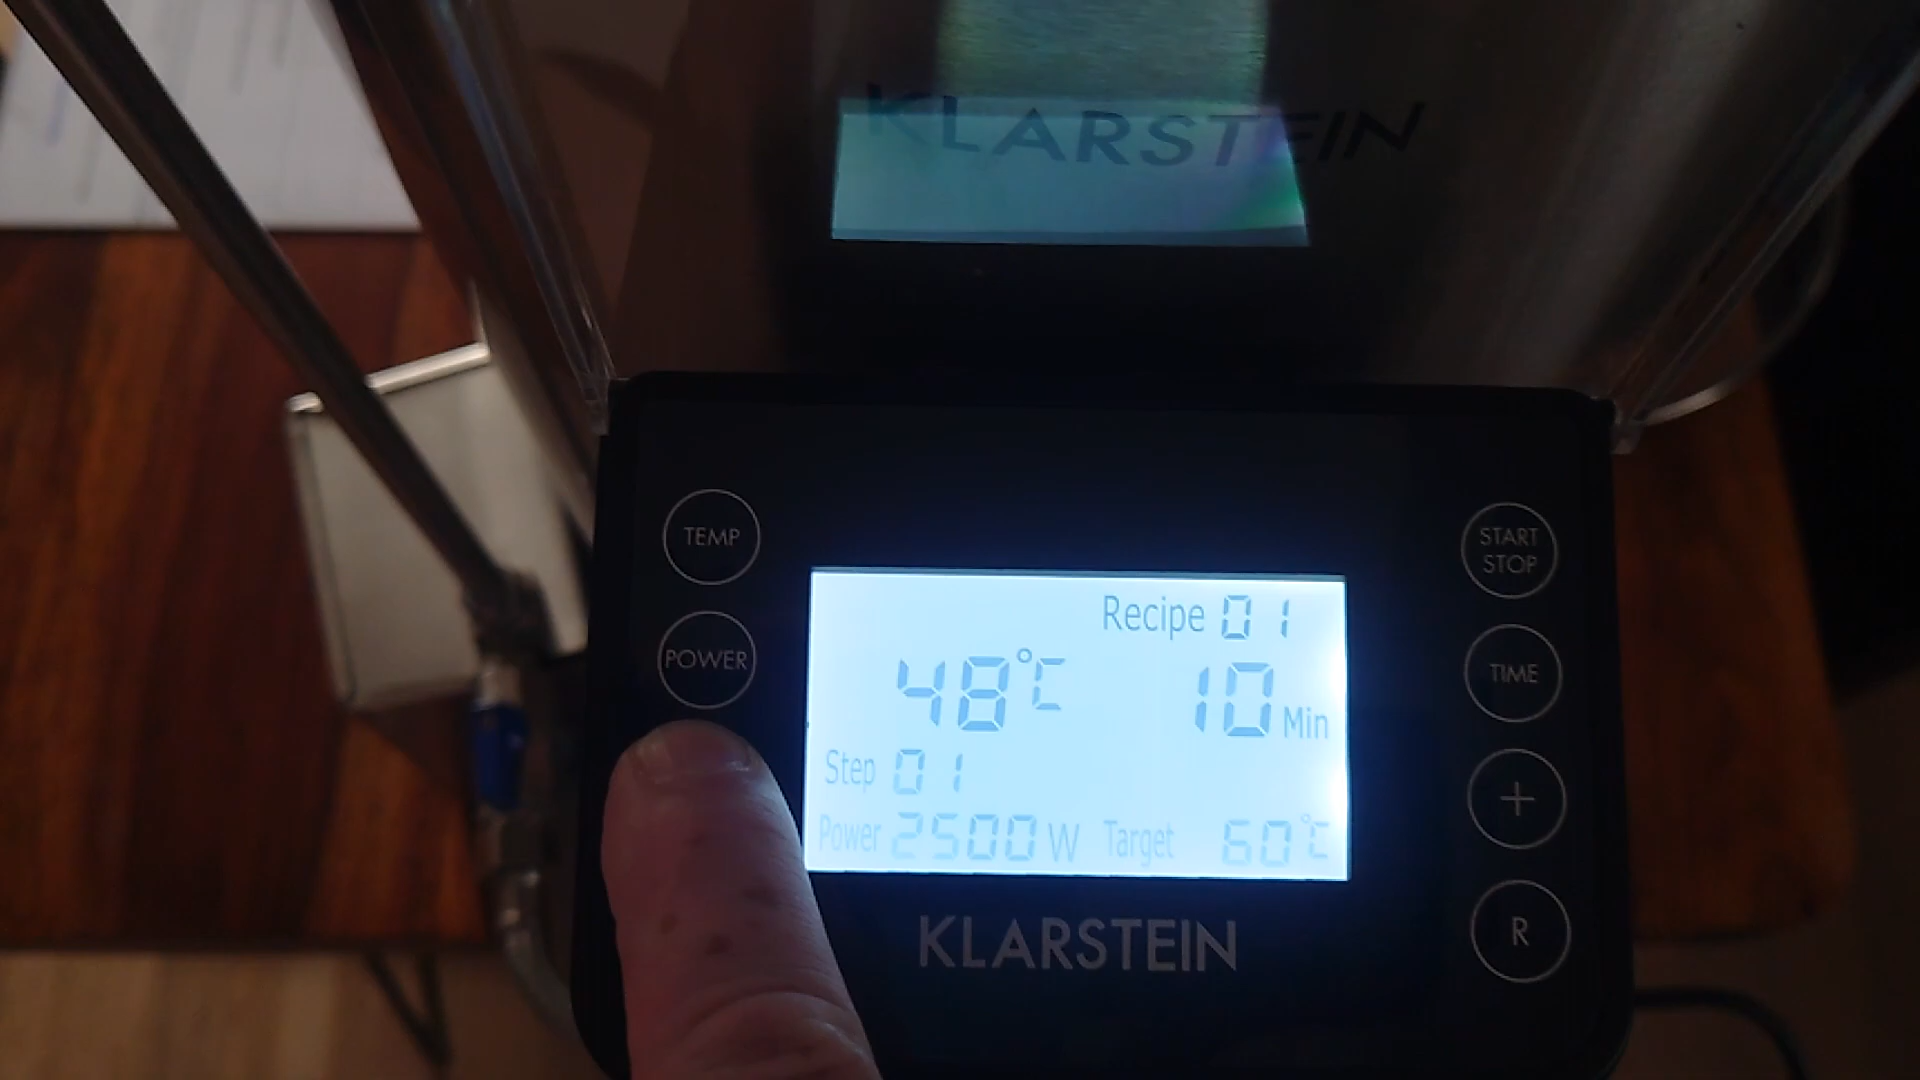 KLARSTEIN
TEMP
POWER
START
STOP
TIME
+
R
Recipe 01
48°C 10 Min
Step 01
Power 2500 W Target 60°C
KLARSTEIN